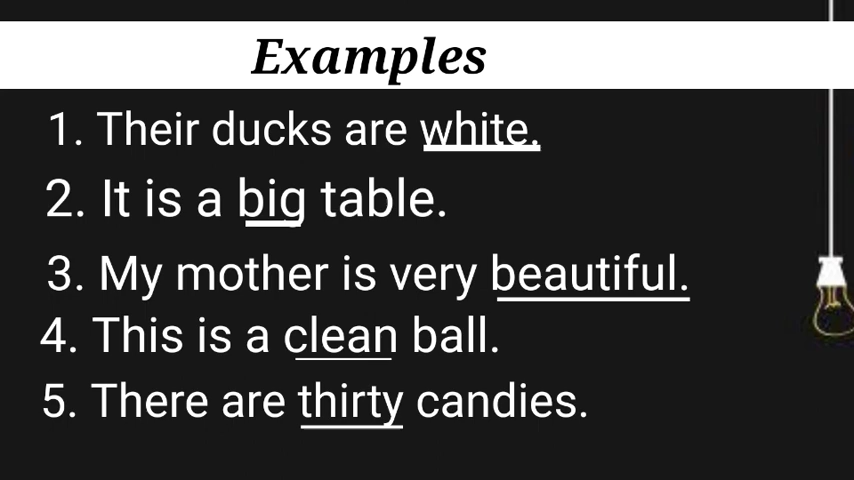 Examples
1. Their ducks are white.
2. It is a big table.
3. My mother is very beautiful.
4. This is a clean ball.
5. There are thirty candies.